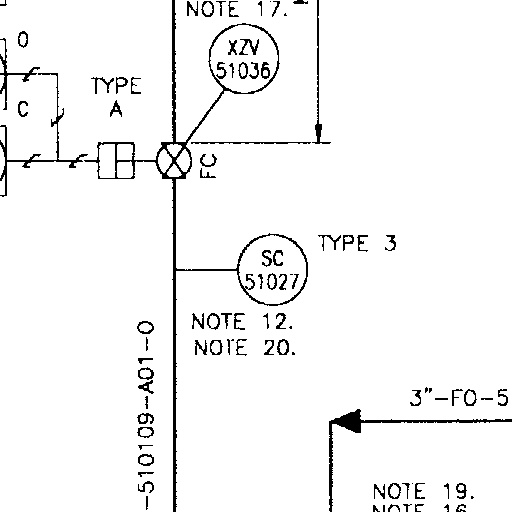 NOTE 17.
O
XZV
51036
TYPE
A
C
FC
SC
51027
TYPE 3
NOTE 12.
NOTE 20.
-510109-A01-0
3"-FO-5
NOTE 19.
NOTE 16